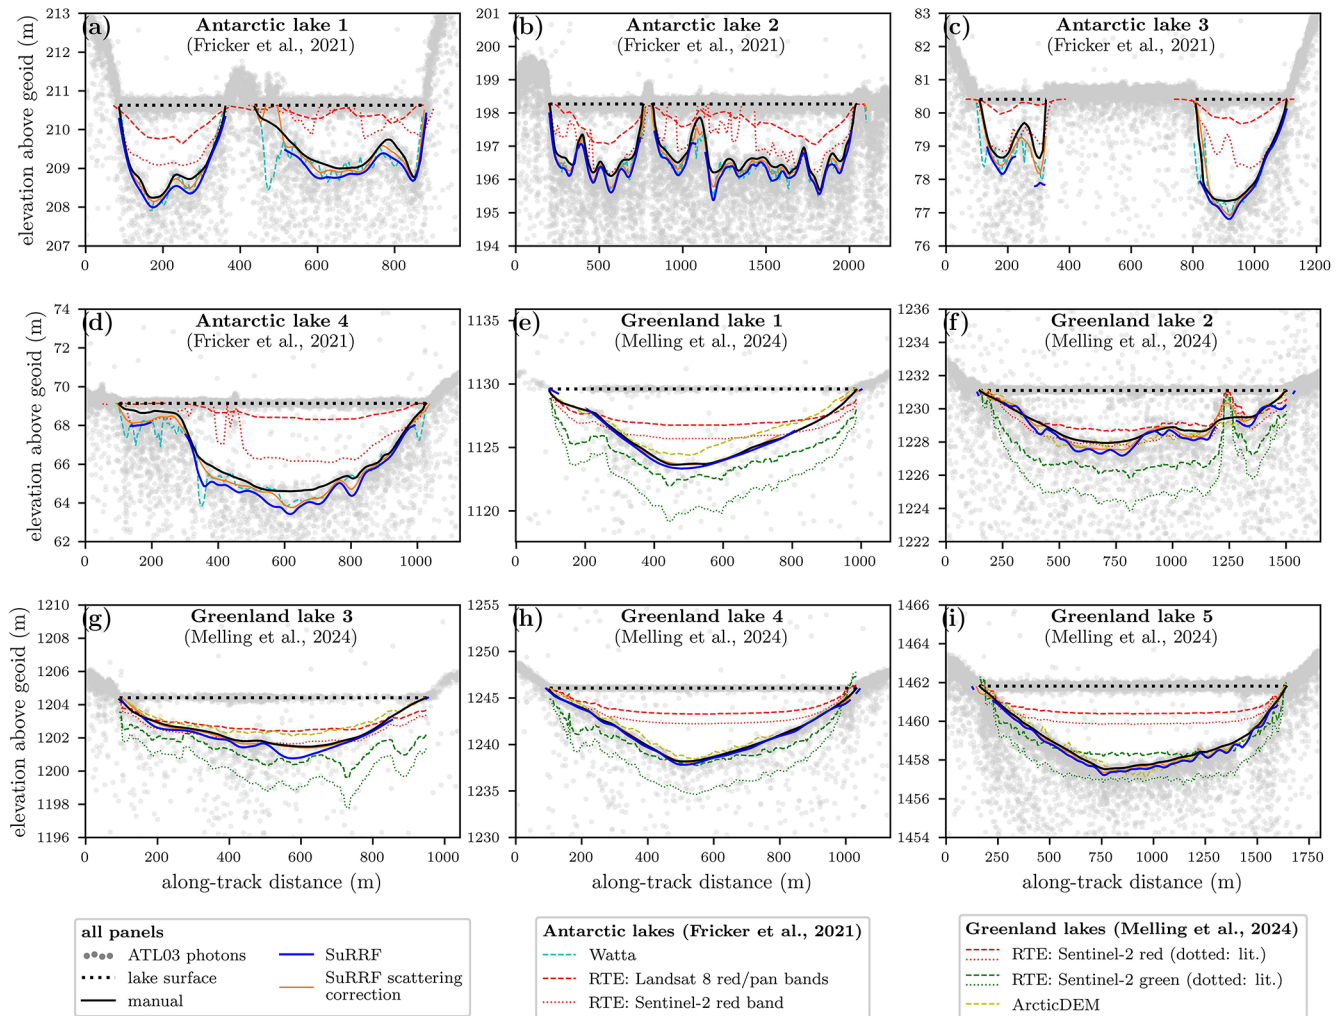 (a) Antarctic lake 1
(Fricker et al., 2021)
elevation above geoid (m)
213
212
211
210
209
208
207
0 200 400 600 800
(b) Antarctic lake 2
(Fricker et al., 2021)
201
200
199
198
197
196
195
194
0 500 1000 1500 2000
(c) Antarctic lake 3
(Fricker et al., 2021)
83
82
81
80
79
78
77
76
0 200 400 600 800 1000 1200
(d) Antarctic lake 4
(Fricker et al., 2021)
elevation above geoid (m)
74
72
70
68
66
64
62
0 200 400 600 800 1000
(e) Greenland lake 1
(Melling et al., 2024)
1135
1130
1125
1120
0 200 400 600 800 1000
(f) Greenland lake 2
(Melling et al., 2024)
1236
1234
1232
1230
1228
1226
1224
1222
0 250 500 750 1000 1250 1500
(g) Greenland lake 3
(Melling et al., 2024)
elevation above geoid (m)
1210
1208
1206
1204
1202
1200
1198
1196
0 200 400 600 800 1000
along-track distance (m)
(h) Greenland lake 4
(Melling et al., 2024)
1255
1250
1245
1240
1235
1230
0 200 400 600 800 1000
along-track distance (m)
(i) Greenland lake 5
(Melling et al., 2024)
1466
1464
1462
1460
1458
1456
1454
0 250 500 750 1000 1250 1500 1750
along-track distance (m)
all panels
ATL03 photons
lake surface
manual
SuRRF
SuRRF scattering
correction
Antarctic lakes (Fricker et al., 2021)
Watta
RTE: Landsat 8 red/pan bands
RTE: Sentinel-2 red band
Greenland lakes (Melling et al., 2024)
RTE: Sentinel-2 red (dotted: lit.)
RTE: Sentinel-2 green (dotted: lit.)
ArcticDEM